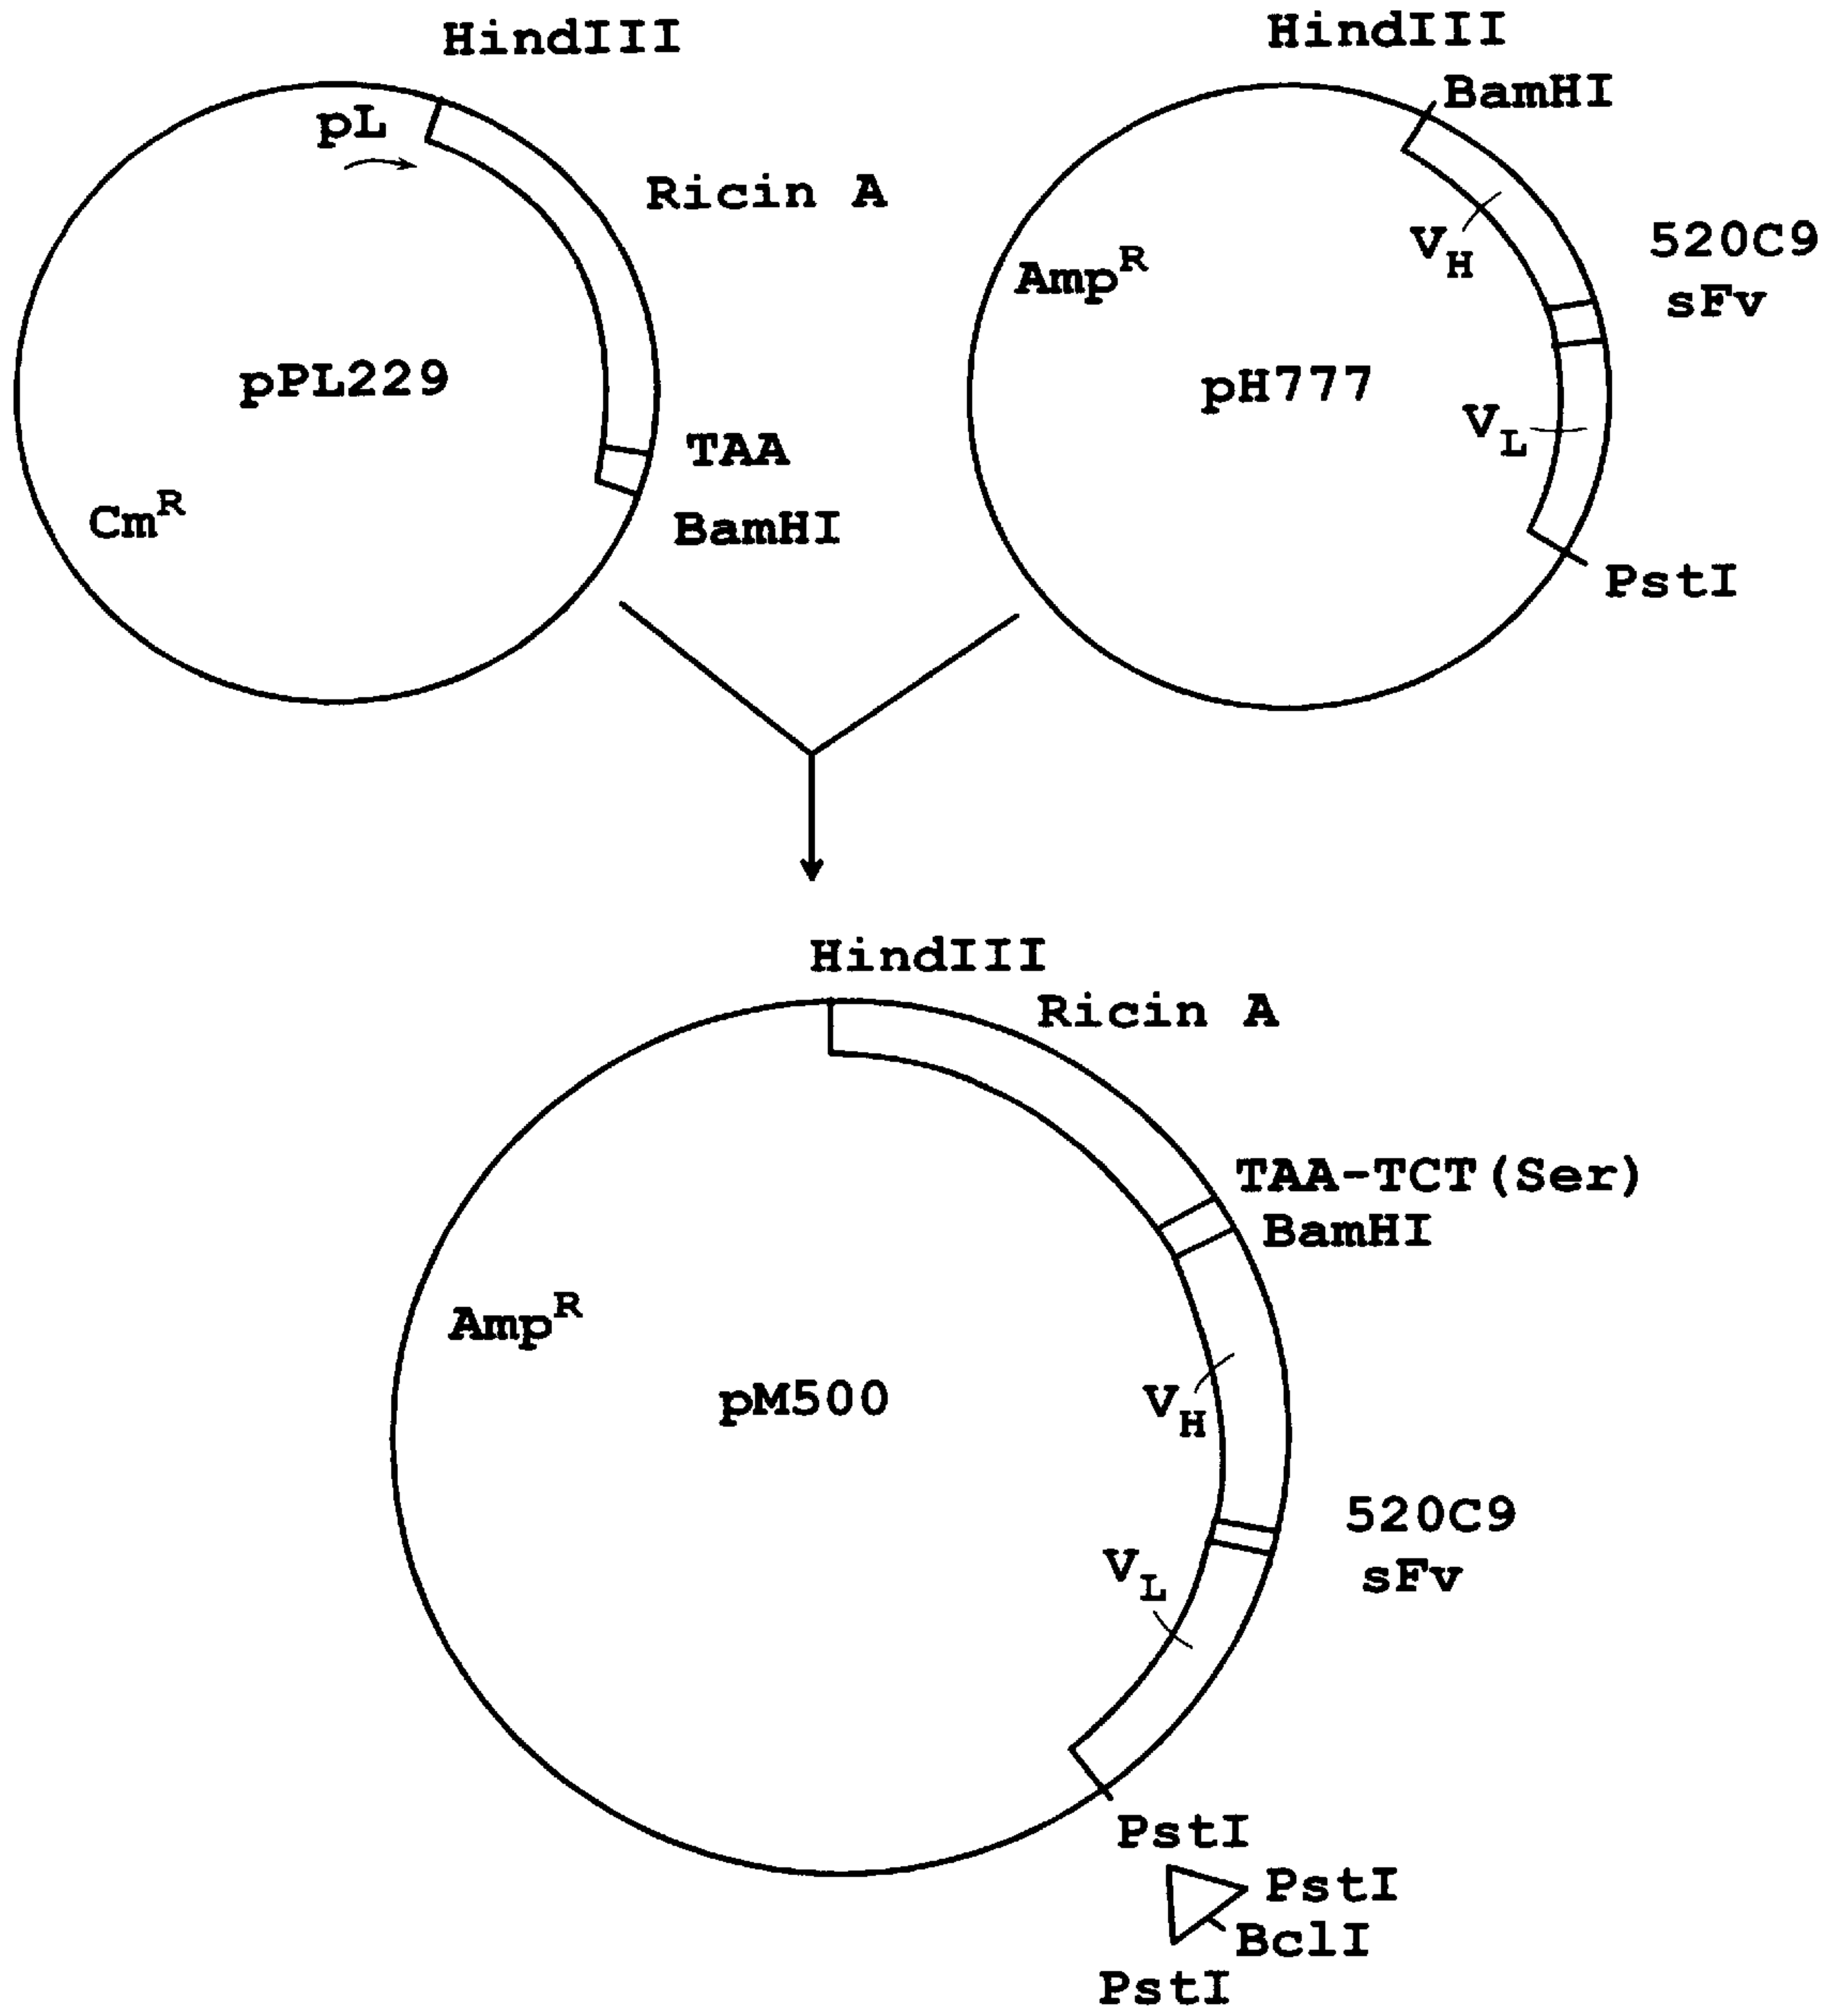 HindIII
pL
Ricin A
pPL229
TAA
CmR
BamHI
HindIII
BamHI
VH
520C9
sFv
AmpR
pH777
VL
PstI
HindIII
Ricin A
TAA-TCT(Ser)
BamHI
AmpR
pM500
VH
520C9
sFv
VL
PstI
PstI
BclI
PstI